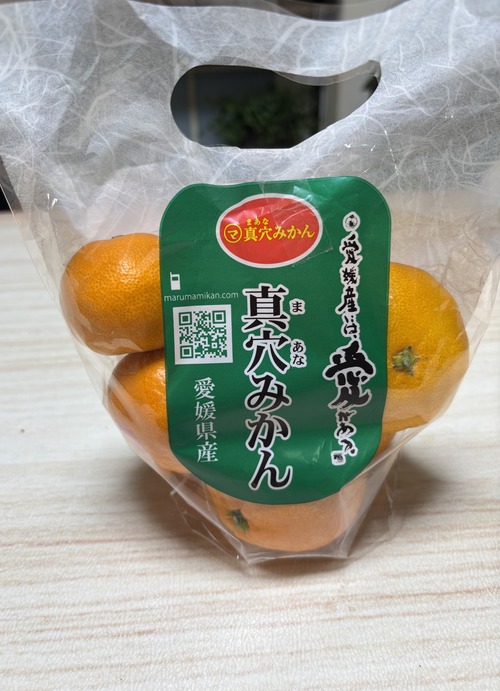 まあな
㋮真穴みかん
愛媛産には愛がある。
marumamikan.com
真穴みかん
ま
あな
愛媛県産